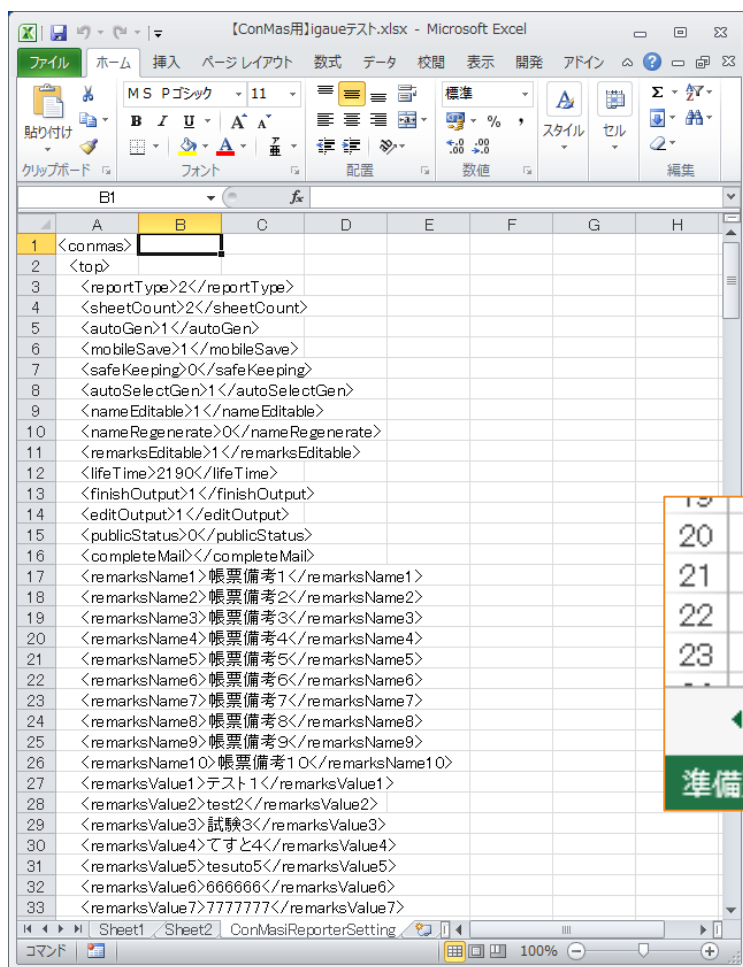 【ConMas用】igaueテスト.xlsx - Microsoft Excel
ファイル ホーム 挿入 ページ レイアウト 数式 データ 校閲 表示 開発 アドイン
貼り付け
MS Pゴシック 11
B I U A A
標準
% ,
スタイル
セル
Σ
クリップボード フォント 配置 数値 編集
B1 fx
A B C D E F G H
1 <conmas>
2 <top>
3 <reportType>2</reportType>
4 <sheetCount>2</sheetCount>
5 <autoGen>1</autoGen>
6 <mobileSave>1</mobileSave>
7 <safeKeeping>0</safeKeeping>
8 <autoSelectGen>1</autoSelectGen>
9 <nameEditable>1</nameEditable>
10 <nameRegenerate>0</nameRegenerate>
11 <remarksEditable>1</remarksEditable>
12 <lifeTime>2190</lifeTime>
13 <finishOutput>1</finishOutput>
14 <editOutput>1</editOutput>
15 <publicStatus>0</publicStatus>
16 <completeMail></completeMail>
17 <remarksName1>帳票備考1</remarksName1>
18 <remarksName2>帳票備考2</remarksName2>
19 <remarksName3>帳票備考3</remarksName3>
20 <remarksName4>帳票備考4</remarksName4>
21 <remarksName5>帳票備考5</remarksName5>
22 <remarksName6>帳票備考6</remarksName6>
23 <remarksName7>帳票備考7</remarksName7>
24 <remarksName8>帳票備考8</remarksName8>
25 <remarksName9>帳票備考9</remarksName9>
26 <remarksName10>帳票備考10</remarksName10>
27 <remarksValue1>テスト1</remarksValue1>
28 <remarksValue2>test2</remarksValue2>
29 <remarksValue3>試験3</remarksValue3>
30 <remarksValue4>てすと4</remarksValue4>
31 <remarksValue5>tesuto5</remarksValue5>
32 <remarksValue6>666666</remarksValue6>
33 <remarksValue7>7777777</remarksValue7>
Sheet1 Sheet2 ConMasiReporterSetting
コマンド 100%
20
21
22
23
準備